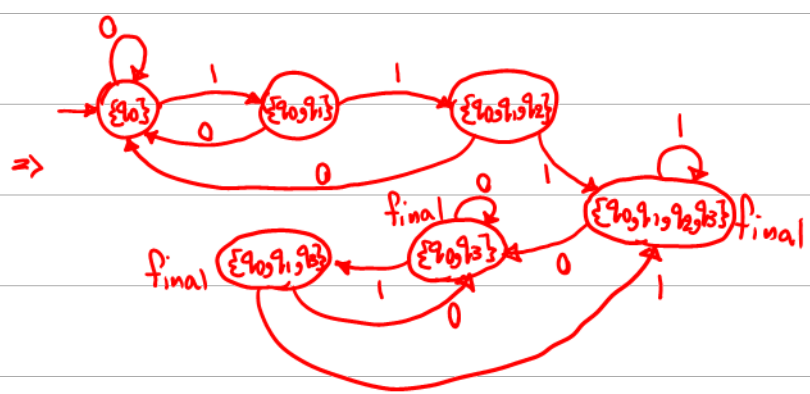 0
1
1
{q0}
{q0,q1}
{q0,q1,q2}
0
⇒
0
1
1
final
0
{q0,q1,q2,q3}
final
{q0,q3}
{q0,q1,q3}
final
0
1
0
1